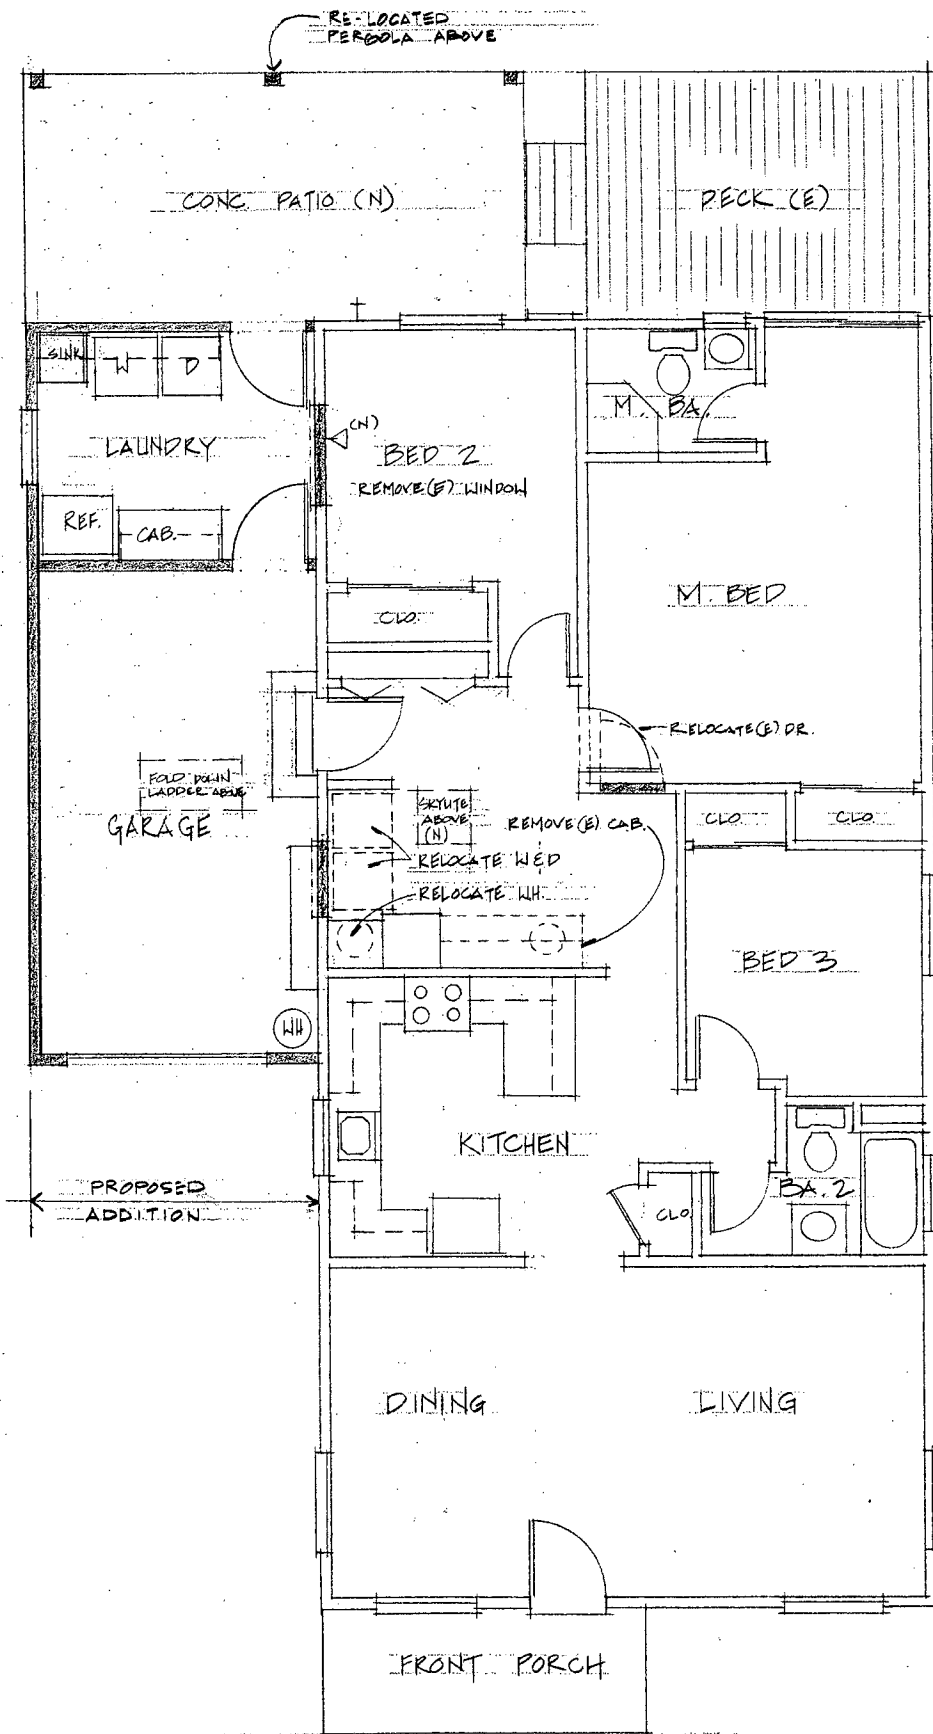 RE-LOCATED
PERGOLA ABOVE
CONC. PATIO (N)
DECK (E)
SINK
W
D
M. BA.
(N)
LAUNDRY
BED 2
REMOVE (E) WINDOW
REF.
CAB.
M. BED
CLO.
RELOCATE (E) DR.
FOLD DOWN
LADDER ABOVE
GARAGE
SKYLITE
ABOVE
(N)
REMOVE (E) CAB.
CLO.
CLO.
RELOCATE W&D
RELOCATE WH.
BED 3
WH
KITCHEN
PROPOSED
ADDITION
BA. 2
CLO.
DINING
LIVING
FRONT PORCH